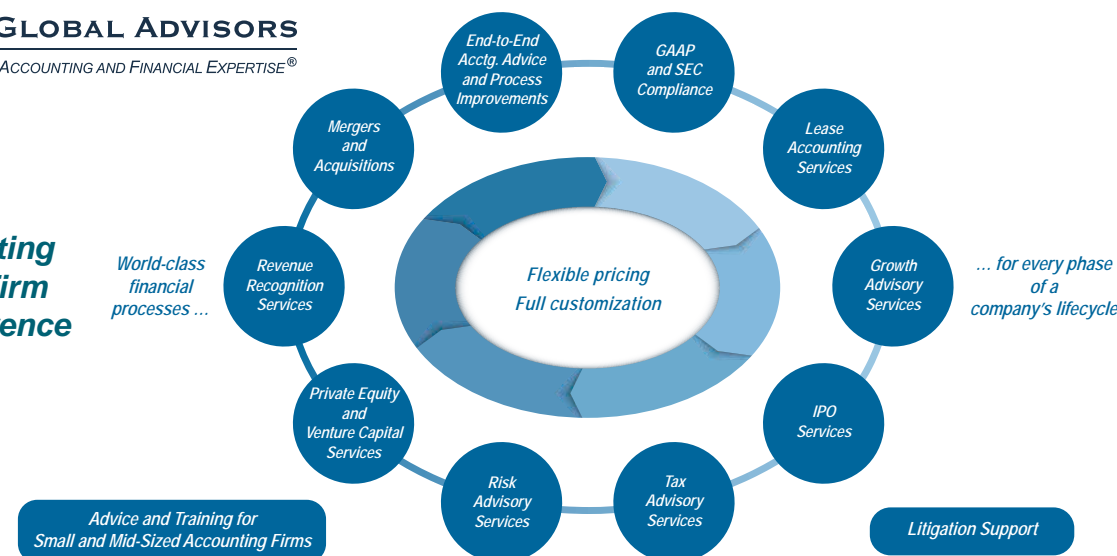 GLOBAL ADVISORS
ACCOUNTING AND FINANCIAL EXPERTISE®
End-to-End
Acctg. Advice
and Process
Improvements
GAAP
and SEC
Compliance
Mergers
and
Acquisitions
Lease
Accounting
Services
World-class
financial
processes ...
Revenue
Recognition
Services
Flexible pricing
Full customization
Growth
Advisory
Services
... for every phase
of a
company's lifecycle
Private Equity
and
Venture Capital
Services
IPO
Services
Risk
Advisory
Services
Tax
Advisory
Services
Advice and Training for
Small and Mid-Sized Accounting Firms
Litigation Support